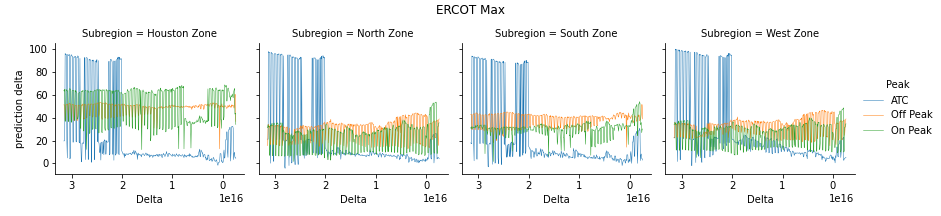 ERCOT Max
Subregion = Houston Zone
Subregion = North Zone
Subregion = South Zone
Subregion = West Zone
prediction delta
100
80
60
40
20
0
3 2 1 0
1e16
Delta
3 2 1 0
1e16
Delta
3 2 1 0
1e16
Delta
3 2 1 0
1e16
Delta
Peak
ATC
Off Peak
On Peak